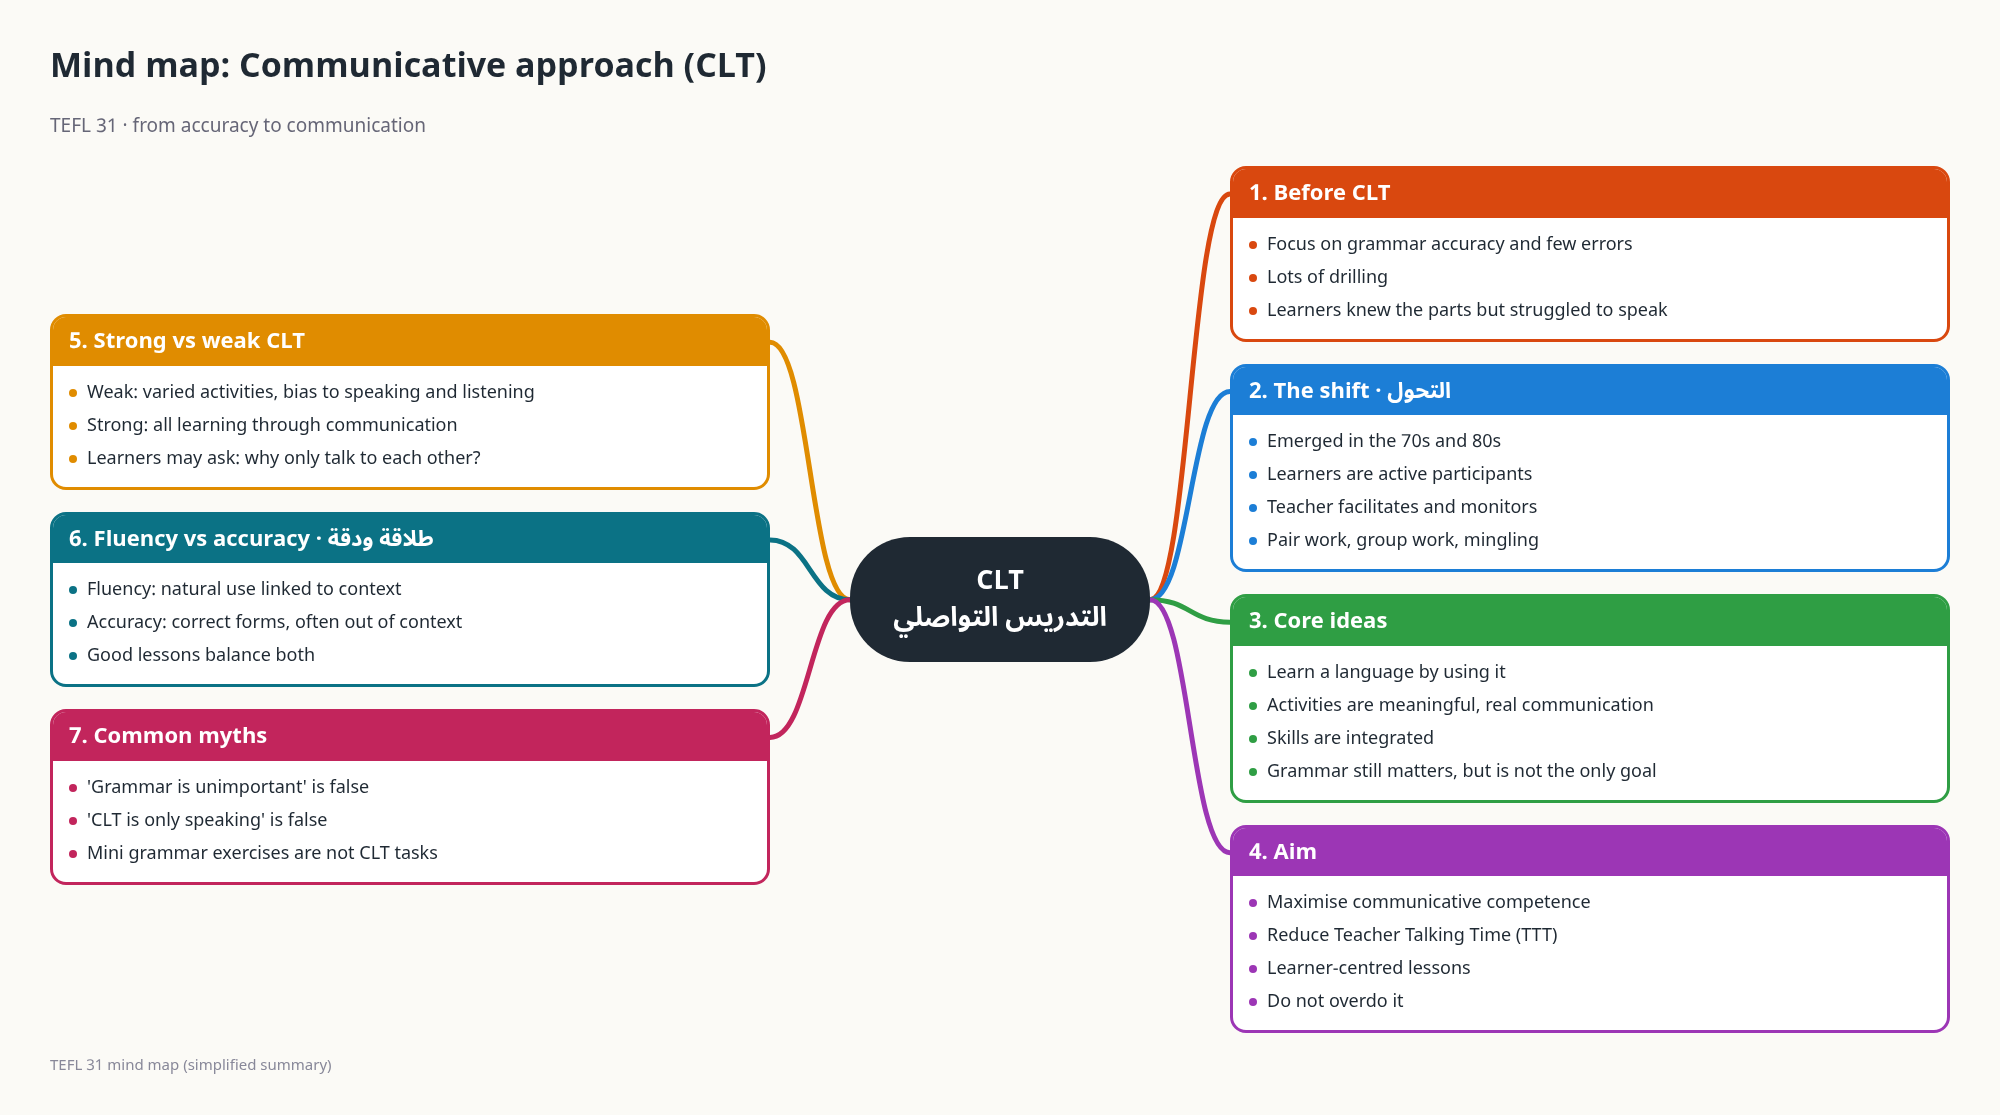 Mind map: Communicative approach (CLT)
TEFL 31 · from accuracy to communication
1. Before CLT
Focus on grammar accuracy and few errors
Lots of drilling
Learners knew the parts but struggled to speak
2. The shift · التحول
Emerged in the 70s and 80s
Learners are active participants
Teacher facilitates and monitors
Pair work, group work, mingling
3. Core ideas
Learn a language by using it
Activities are meaningful, real communication
Skills are integrated
Grammar still matters, but is not the only goal
4. Aim
Maximise communicative competence
Reduce Teacher Talking Time (TTT)
Learner-centred lessons
Do not overdo it
5. Strong vs weak CLT
Weak: varied activities, bias to speaking and listening
Strong: all learning through communication
Learners may ask: why only talk to each other?
6. Fluency vs accuracy · طلاقة ودقة
Fluency: natural use linked to context
Accuracy: correct forms, often out of context
Good lessons balance both
7. Common myths
'Grammar is unimportant' is false
'CLT is only speaking' is false
Mini grammar exercises are not CLT tasks
CLT
التدريس التواصلي
TEFL 31 mind map (simplified summary)